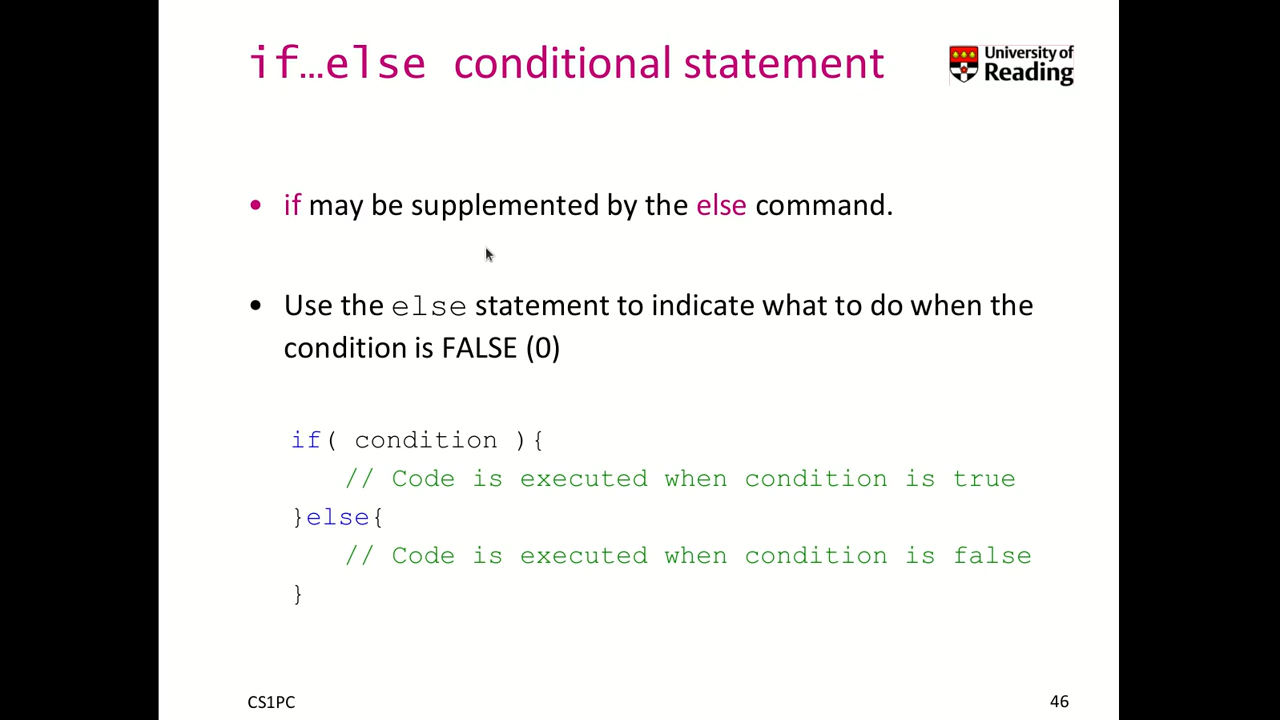 if…else conditional statement
University of
Reading
• if may be supplemented by the else command.
• Use the else statement to indicate what to do when the
condition is FALSE (0)
if( condition ){
// Code is executed when condition is true
}else{
// Code is executed when condition is false
}
CS1PC
46